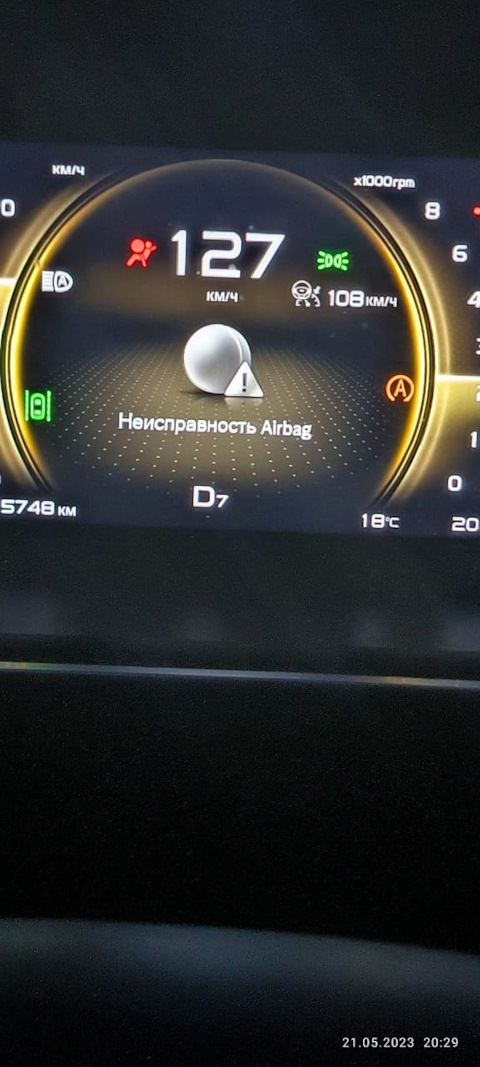 км/ч
x1000rpm
0
8
127
6
км/ч
108 км/ч
4
Неисправность Airbag
1
D7
0
5748 км
18°C
20
21.05.2023 20:29